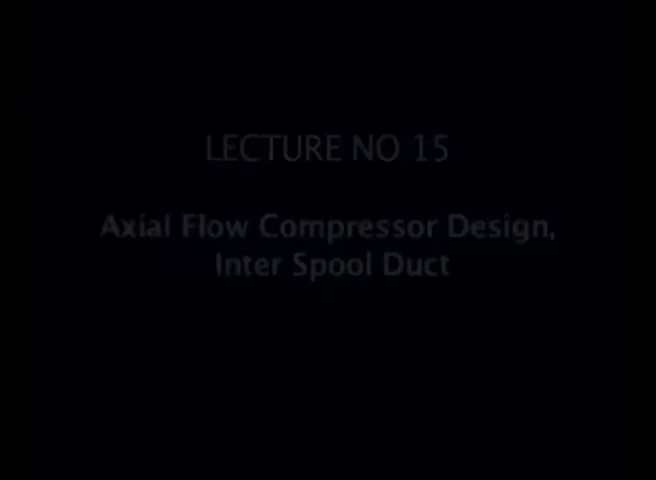 LECTURE NO 15
Axial Flow Compressor Design,
Inter Spool Duct